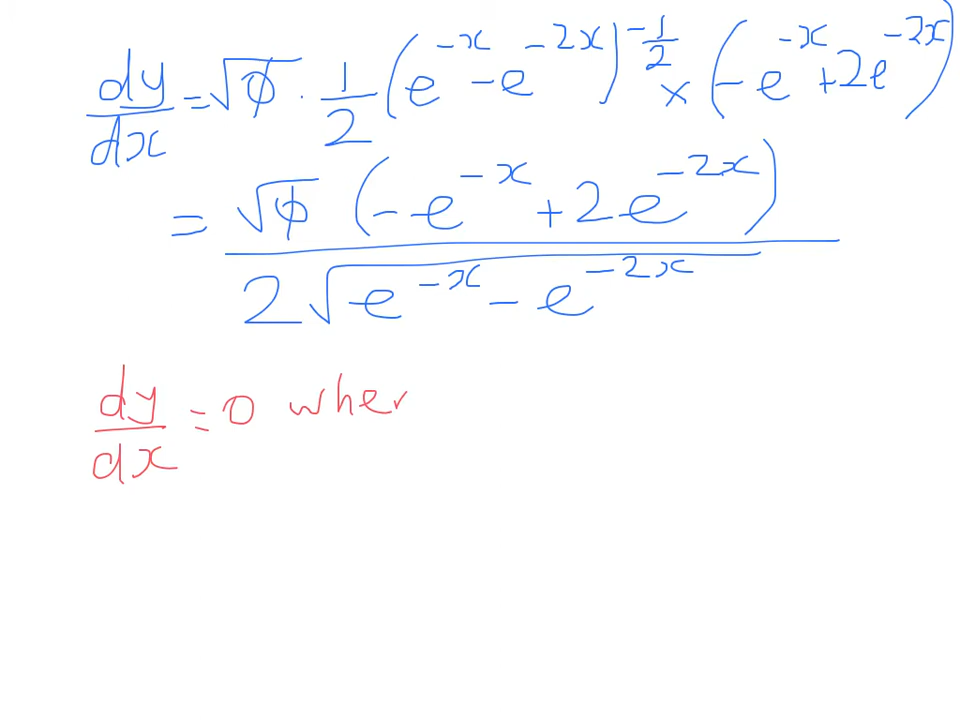 dy/dx = √φ · 1/2 (e^{-x} - e^{-2x})^{-1/2} × (-e^{-x} + 2e^{-2x})
= √φ (-e^{-x} + 2e^{-2x}) / 2√(e^{-x} - e^{-2x})
dy/dx = 0 wher